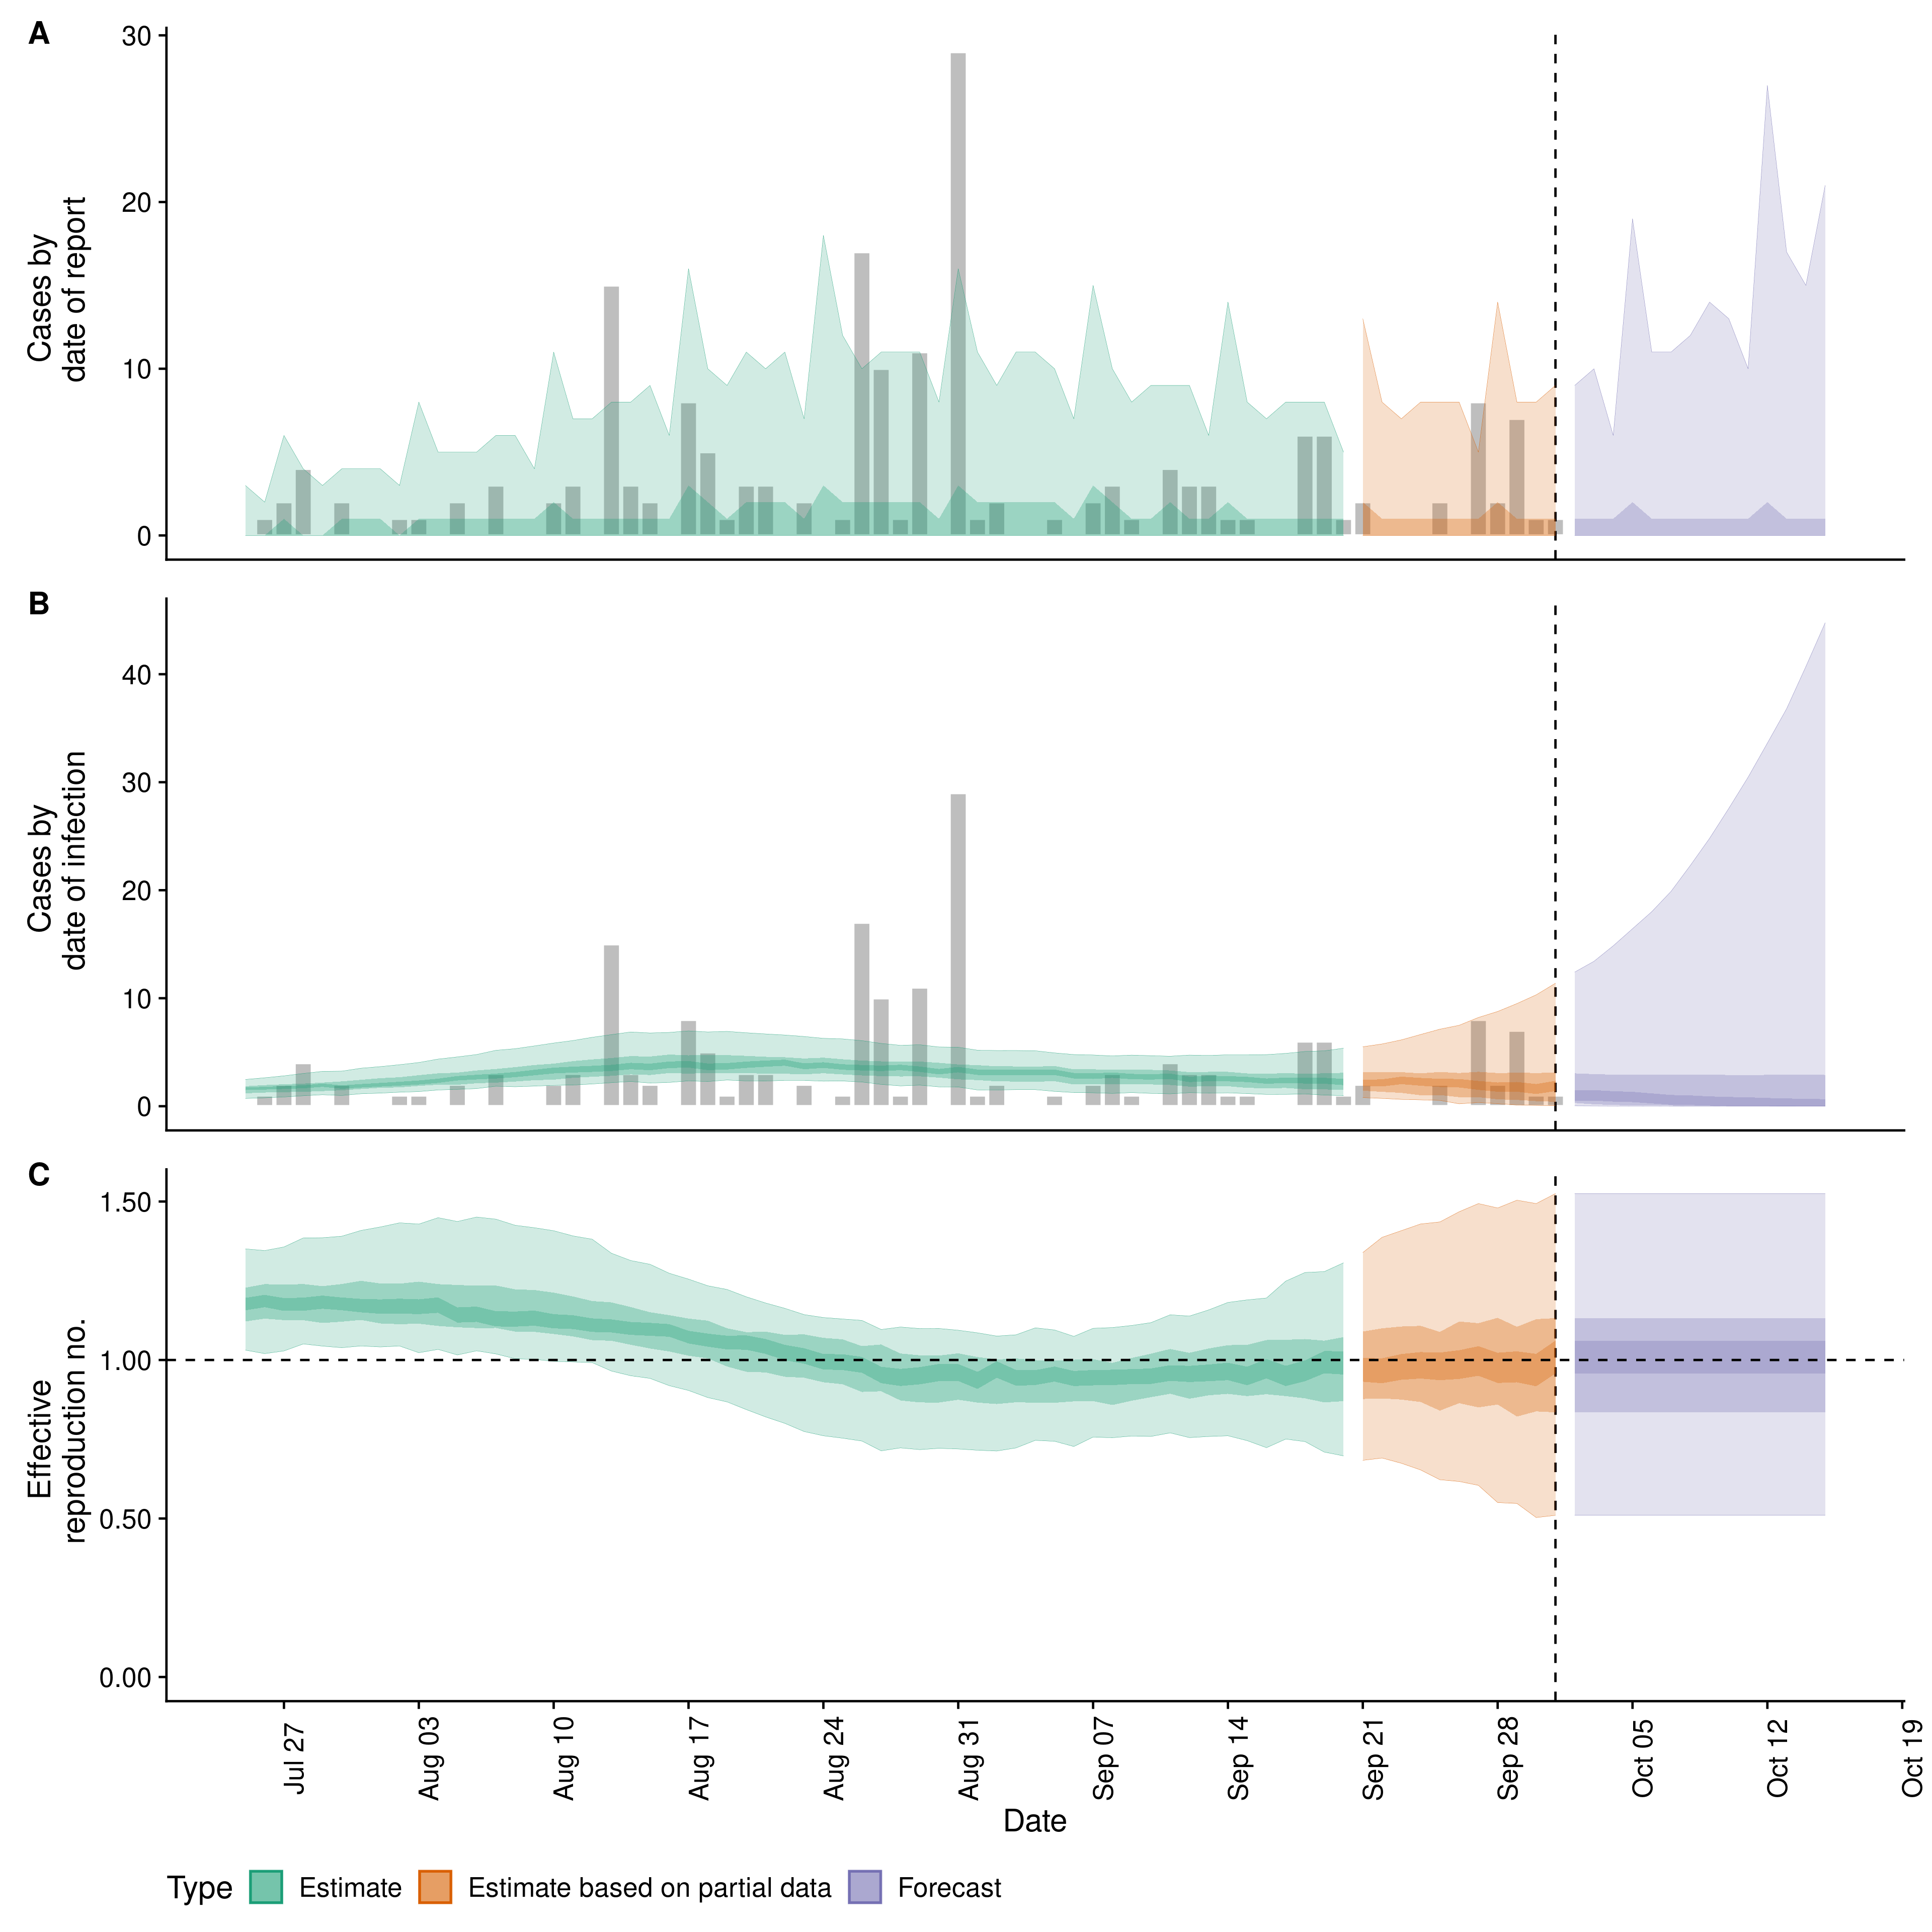 A
30
20
10
0
Cases by
date of report
B
40
30
20
10
0
Cases by
date of infection
C
1.50
1.00
0.50
0.00
Effective
reproduction no.
Jul 27
Aug 03
Aug 10
Aug 17
Aug 24
Aug 31
Sep 07
Sep 14
Sep 21
Sep 28
Oct 05
Oct 12
Oct 19
Date
Type Estimate Estimate based on partial data Forecast